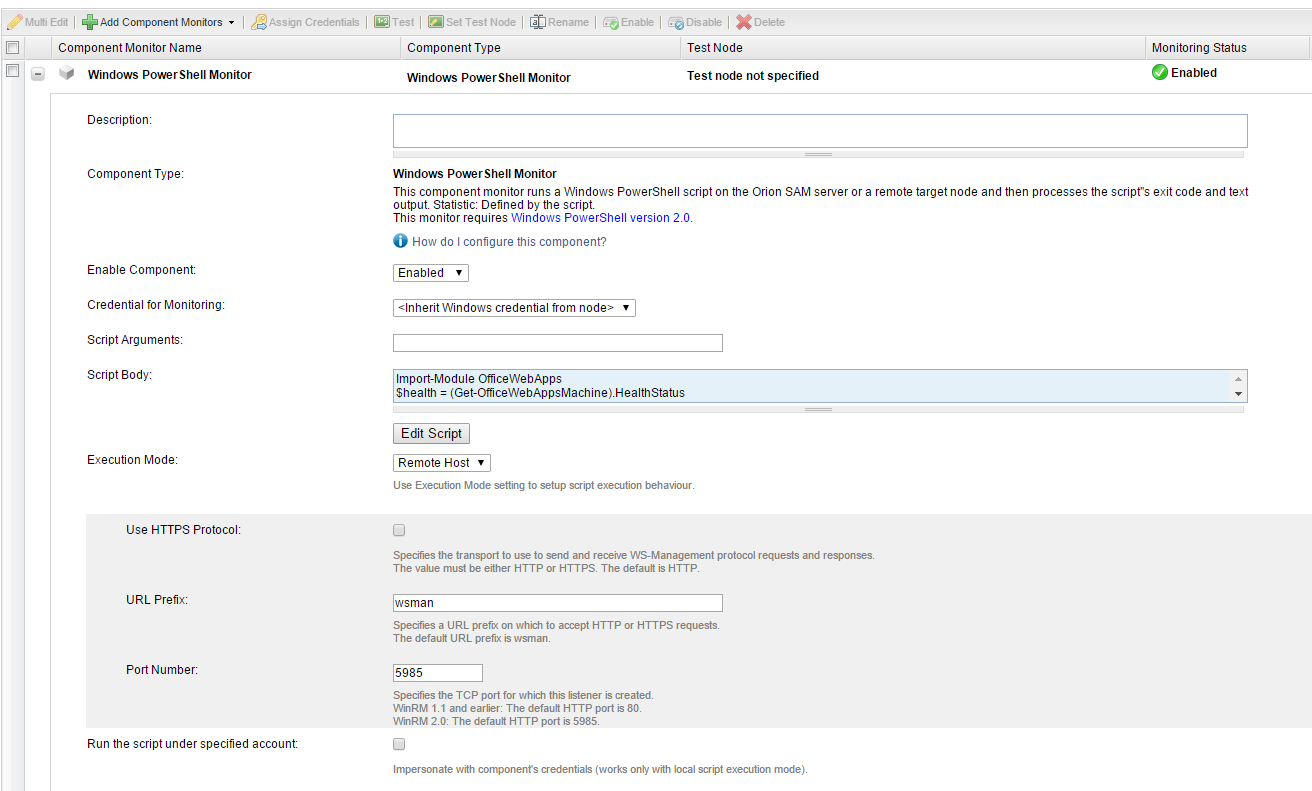 Multi Edit Add Component Monitors Assign Credentials Test Set Test Node Rename Enable Disable Delete
Component Monitor Name Component Type Test Node Monitoring Status
Windows PowerShell Monitor Windows PowerShell Monitor Test node not specified Enabled
Description:
Component Type: Windows PowerShell Monitor
This component monitor runs a Windows PowerShell script on the Orion SAM server or a remote target node and then processes the script"s exit code and text
output. Statistic: Defined by the script.
This monitor requires Windows PowerShell version 2.0.
How do I configure this component?
Enable Component: Enabled
Credential for Monitoring: <Inherit Windows credential from node>
Script Arguments:
Script Body: Import-Module OfficeWebApps
$health = (Get-OfficeWebAppsMachine).HealthStatus
Edit Script
Execution Mode: Remote Host
Use Execution Mode setting to setup script execution behaviour.
Use HTTPS Protocol:
Specifies the transport to use to send and receive WS-Management protocol requests and responses.
The value must be either HTTP or HTTPS. The default is HTTP.
URL Prefix: wsman
Specifies a URL prefix on which to accept HTTP or HTTPS requests.
The default URL prefix is wsman.
Port Number: 5985
Specifies the TCP port for which this listener is created.
WinRM 1.1 and earlier: The default HTTP port is 80.
WinRM 2.0: The default HTTP port is 5985.
Run the script under specified account:
Impersonate with component's credentials (works only with local script execution mode).